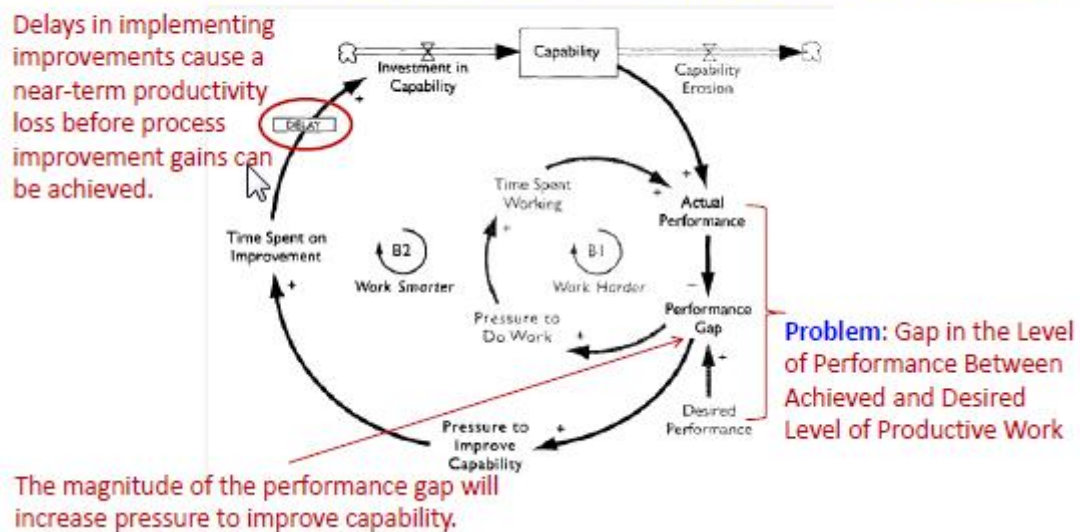 Delays in implementing
improvements cause a
near-term productivity
loss before process
improvement gains can
be achieved.
Capability
Investment in
Capability
Capability
Erosion
+
DELAY
Time Spent
Working
+
+
Actual
Performance
Time Spent on
Improvement
B2
Work Smarter
+
B1
Work Harder
+
−
Performance
Gap
Pressure to
Do Work
+
Problem: Gap in the Level
of Performance Between
Achieved and Desired
Level of Productive Work
+
Desired
Performance
Pressure to
Improve
Capability
+
The magnitude of the performance gap will
increase pressure to improve capability.